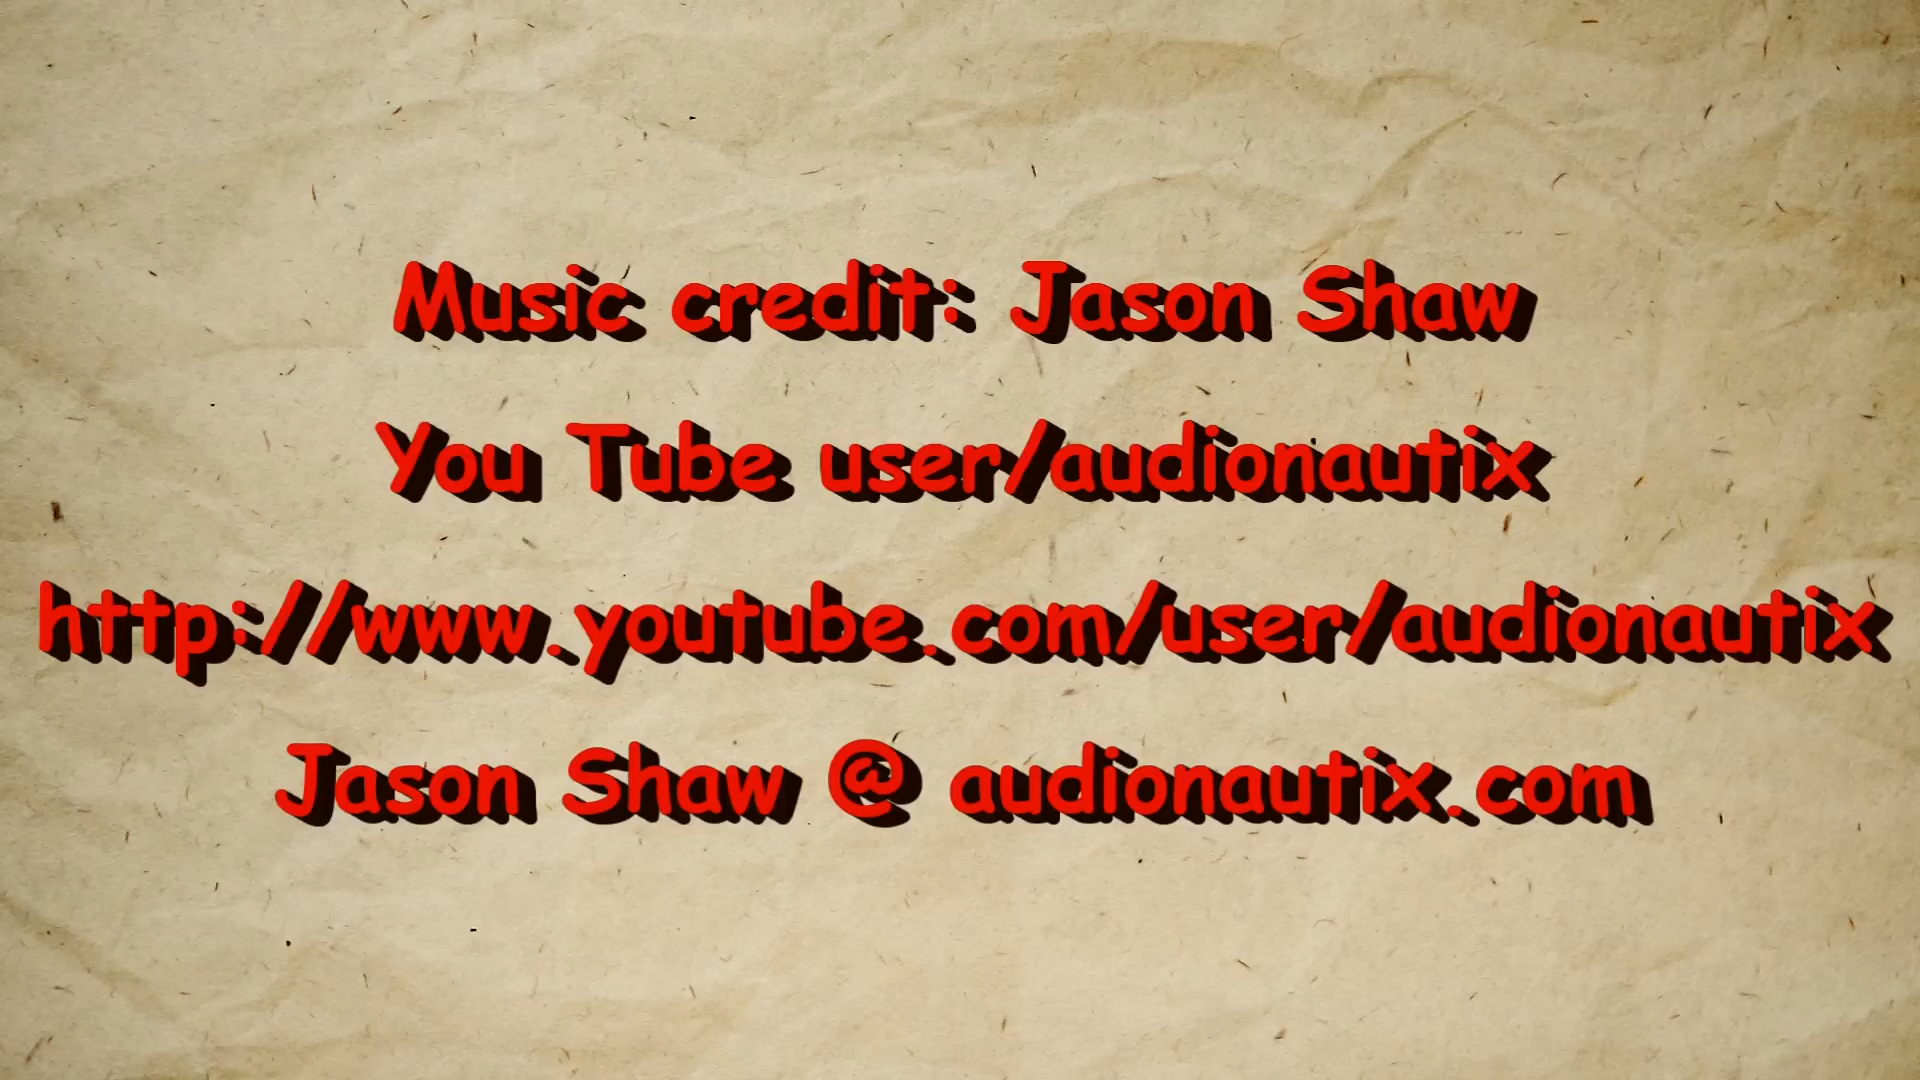 Music credit: Jason Shaw
You Tube user/audionautix
http://www.youtube.com/user/audionautix
Jason Shaw @ audionautix.com